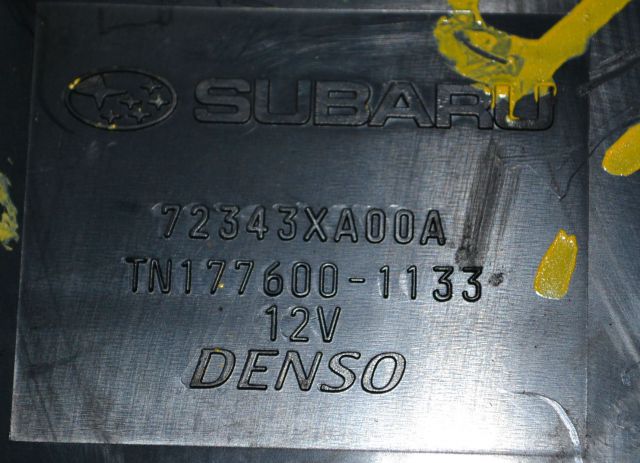 SUBARU
72343XA00A
TN177600-1133
12V
DENSO